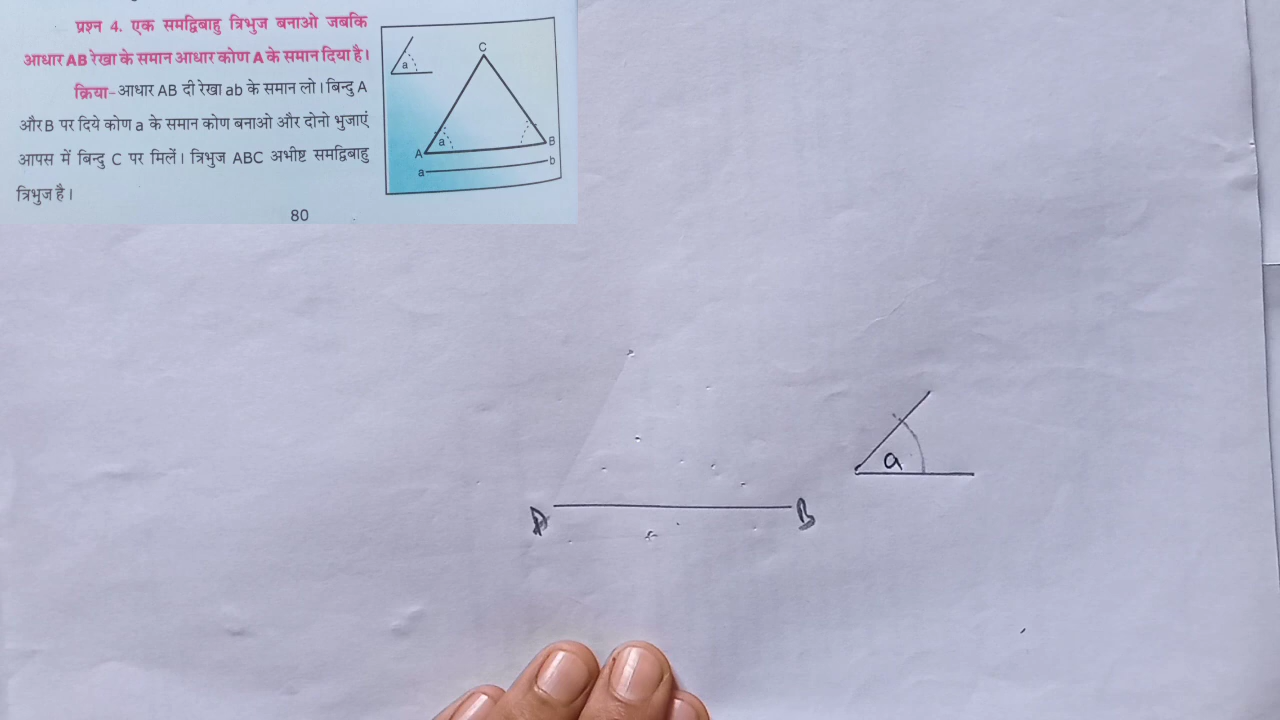 प्रश्न 4. एक समद्विबाहु त्रिभुज बनाओ जबकि
आधार AB रेखा के समान आधार कोण A के समान दिया है।
क्रिया– आधार AB दी रेखा ab के समान लो। बिन्दु A
और B पर दिये कोण a के समान कोण बनाओ और दोनो भुजाएं
आपस में बिन्दु C पर मिलें। त्रिभुज ABC अभीष्ट समद्विबाहु
त्रिभुज है।
80
a
C
a
A
B
a
b
a
A
B